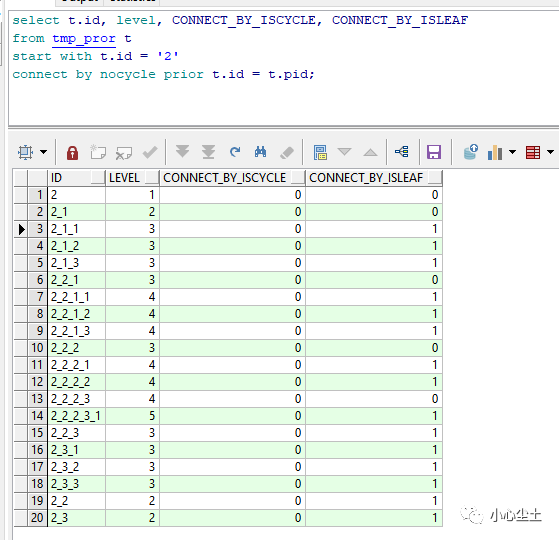 select t.id, level, CONNECT_BY_ISCYCLE, CONNECT_BY_ISLEAF
from tmp_pror t
start with t.id = '2'
connect by nocycle prior t.id = t.pid;
ID LEVEL CONNECT_BY_ISCYCLE CONNECT_BY_ISLEAF
1 2 1 0 0
2 2_1 2 0 0
3 2_1_1 3 0 1
4 2_1_2 3 0 1
5 2_1_3 3 0 1
6 2_2_1 3 0 0
7 2_2_1_1 4 0 1
8 2_2_1_2 4 0 1
9 2_2_1_3 4 0 1
10 2_2_2 3 0 0
11 2_2_2_1 4 0 1
12 2_2_2_2 4 0 1
13 2_2_2_3 4 0 0
14 2_2_2_3_1 5 0 1
15 2_2_3 3 0 1
16 2_3_1 3 0 1
17 2_3_2 3 0 1
18 2_3_3 3 0 1
19 2_2 2 0 1
20 2_3 2 0 1
小心尘土